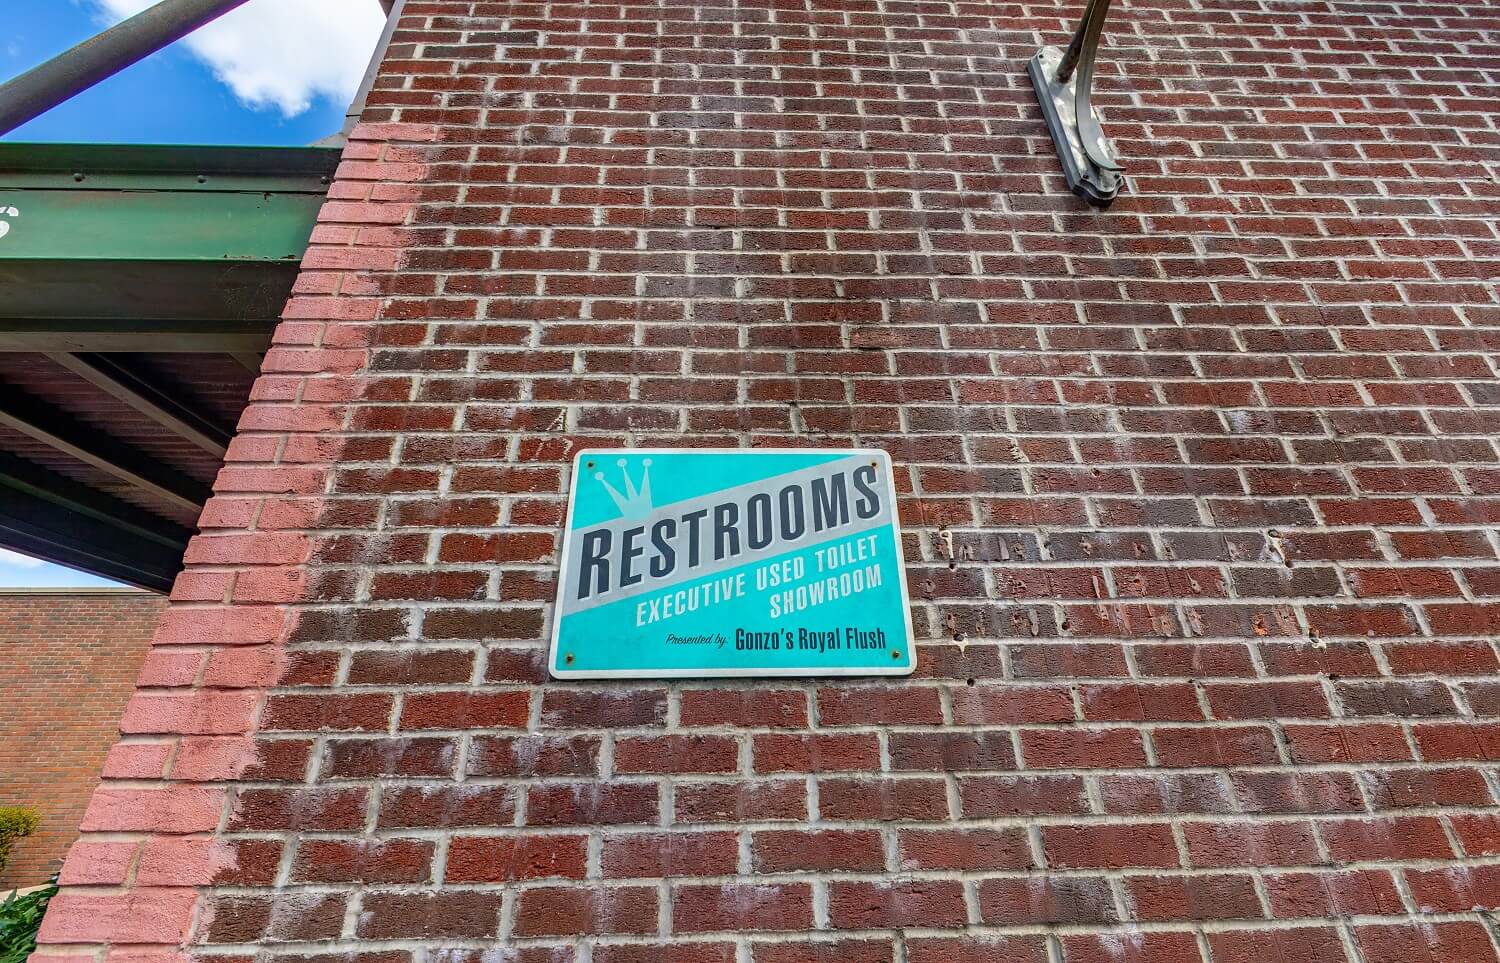 RESTROOMS
EXECUTIVE USED TOILET
SHOWROOM
Presented by: Gonzo's Royal Flush